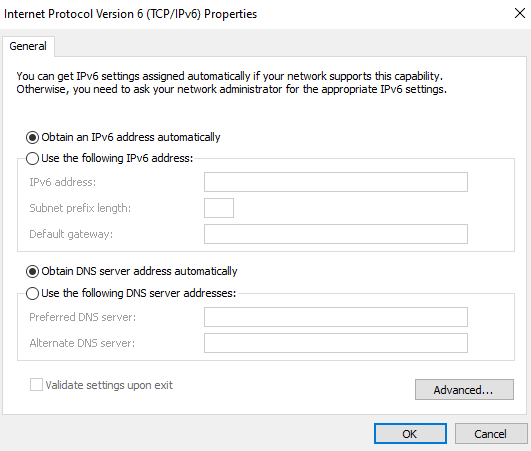 Internet Protocol Version 6 (TCP/IPv6) Properties
General
You can get IPv6 settings assigned automatically if your network supports this capability.
Otherwise, you need to ask your network administrator for the appropriate IPv6 settings.
Obtain an IPv6 address automatically
Use the following IPv6 address:
IPv6 address:
Subnet prefix length:
Default gateway:
Obtain DNS server address automatically
Use the following DNS server addresses:
Preferred DNS server:
Alternate DNS server:
Validate settings upon exit
Advanced...
OK Cancel